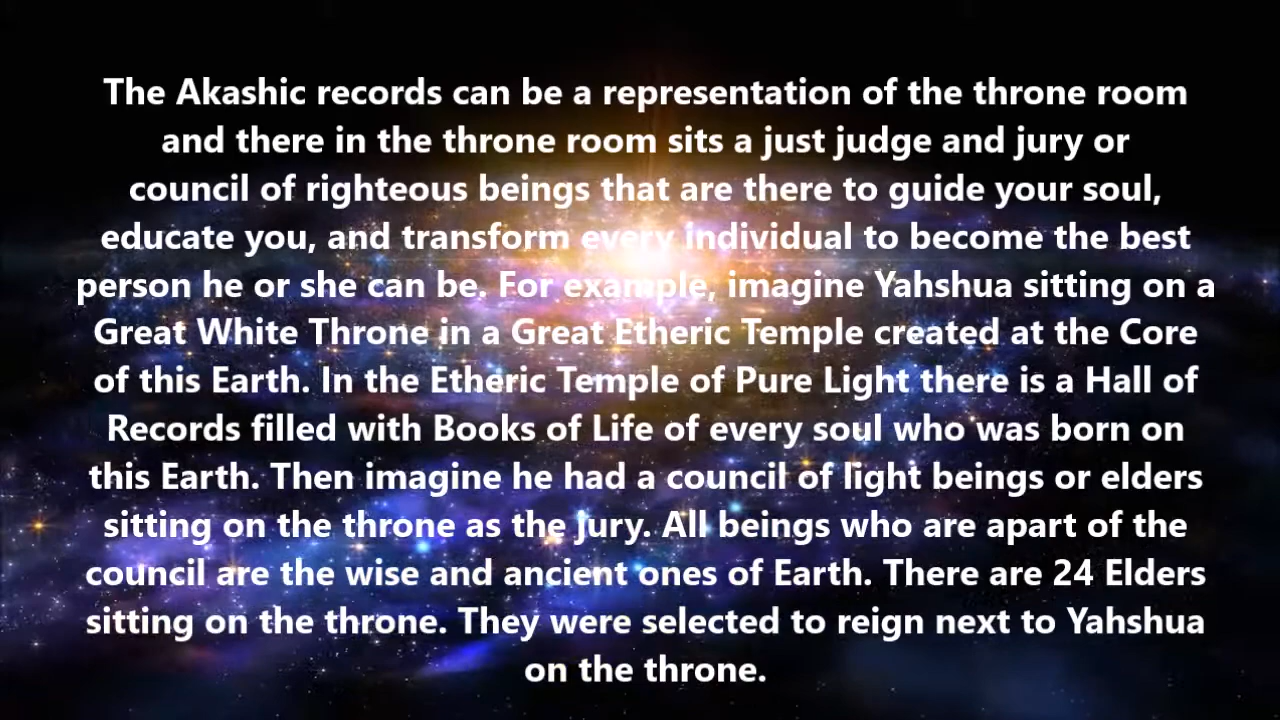 The Akashic records can be a representation of the throne room
and there in the throne room sits a just judge and jury or
council of righteous beings that are there to guide your soul,
educate you, and transform every individual to become the best
person he or she can be. For example, imagine Yahshua sitting on a
Great White Throne in a Great Etheric Temple created at the Core
of this Earth. In the Etheric Temple of Pure Light there is a Hall of
Records filled with Books of Life of every soul who was born on
this Earth. Then imagine he had a council of light beings or elders
sitting on the throne as the Jury. All beings who are apart of the
council are the wise and ancient ones of Earth. There are 24 Elders
sitting on the throne. They were selected to reign next to Yahshua
on the throne.